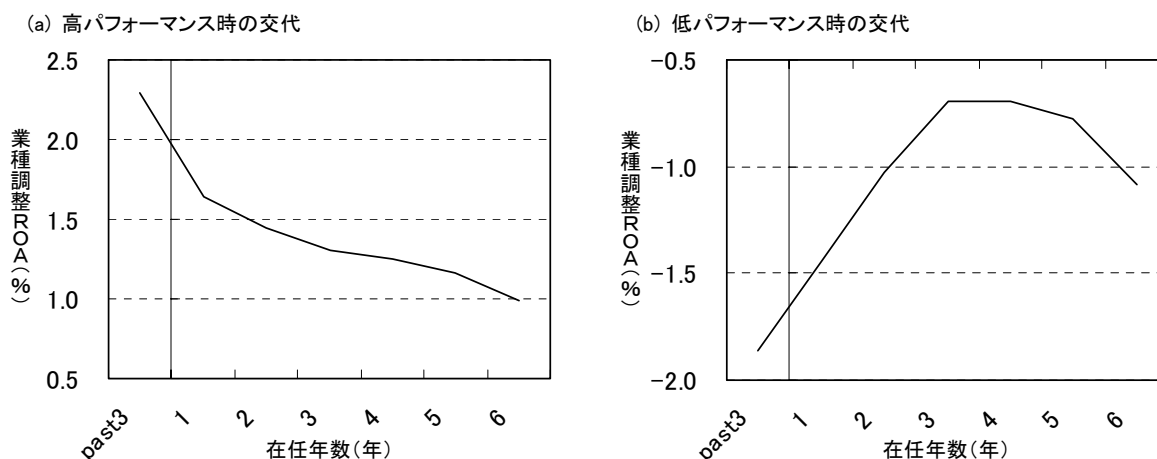 (a) 高パフォーマンス時の交代
2.5
2.0
1.5
1.0
0.5
業種調整ROA(%)
past3 1 2 3 4 5 6
在任年数(年)
(b) 低パフォーマンス時の交代
-0.5
-1.0
-1.5
-2.0
業種調整ROA(%)
past3 1 2 3 4 5 6
在任年数(年)